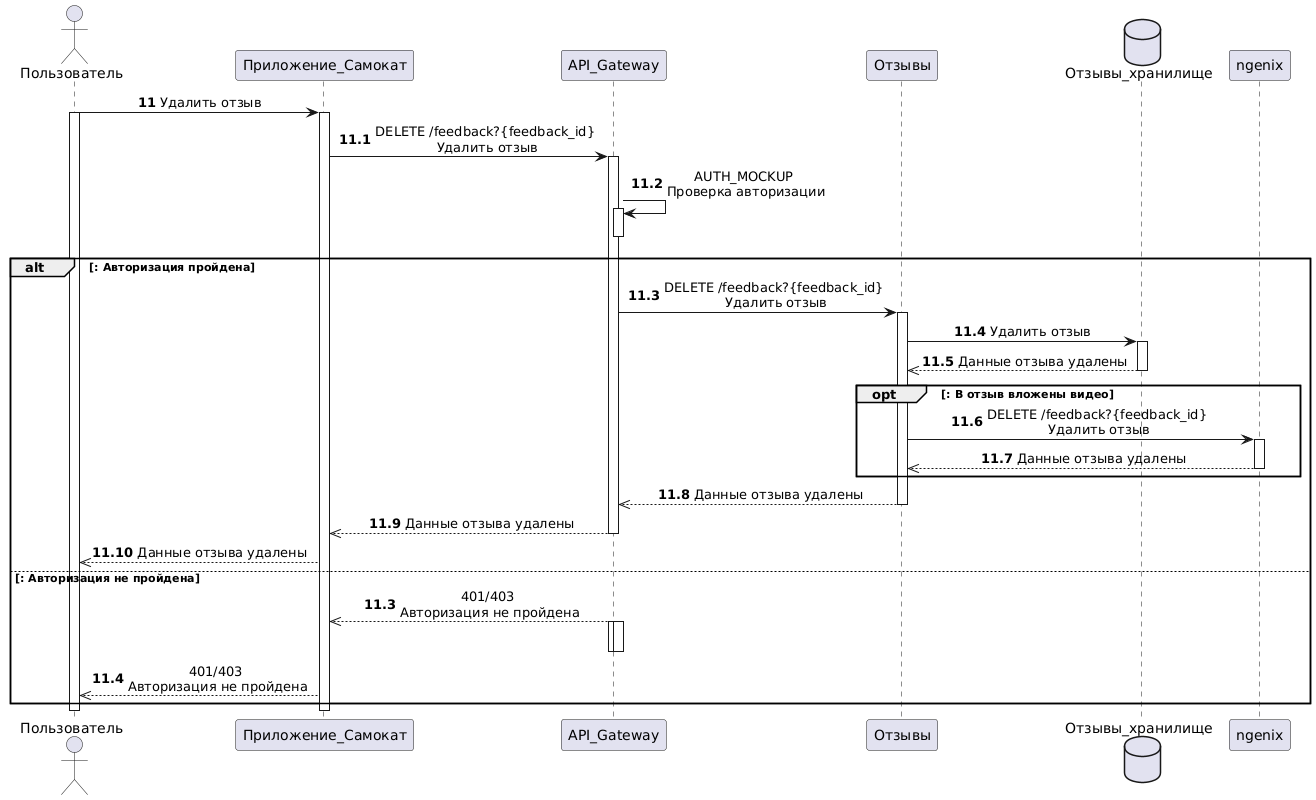 Пользователь
Приложение_Самокат
API_Gateway
Отзывы
Отзывы_хранилище
ngenix
11 Удалить отзыв
11.1 DELETE /feedback?{feedback_id}
Удалить отзыв
11.2 AUTH_MOCKUP
Проверка авторизации
alt [: Авторизация пройдена]
11.3 DELETE /feedback?{feedback_id}
Удалить отзыв
11.4 Удалить отзыв
11.5 Данные отзыва удалены
opt [: В отзыв вложены видео]
11.6 DELETE /feedback?{feedback_id}
Удалить отзыв
11.7 Данные отзыва удалены
11.8 Данные отзыва удалены
11.9 Данные отзыва удалены
11.10 Данные отзыва удалены
[: Авторизация не пройдена]
11.3 401/403
Авторизация не пройдена
11.4 401/403
Авторизация не пройдена
Пользователь
Приложение_Самокат
API_Gateway
Отзывы
Отзывы_хранилище
ngenix